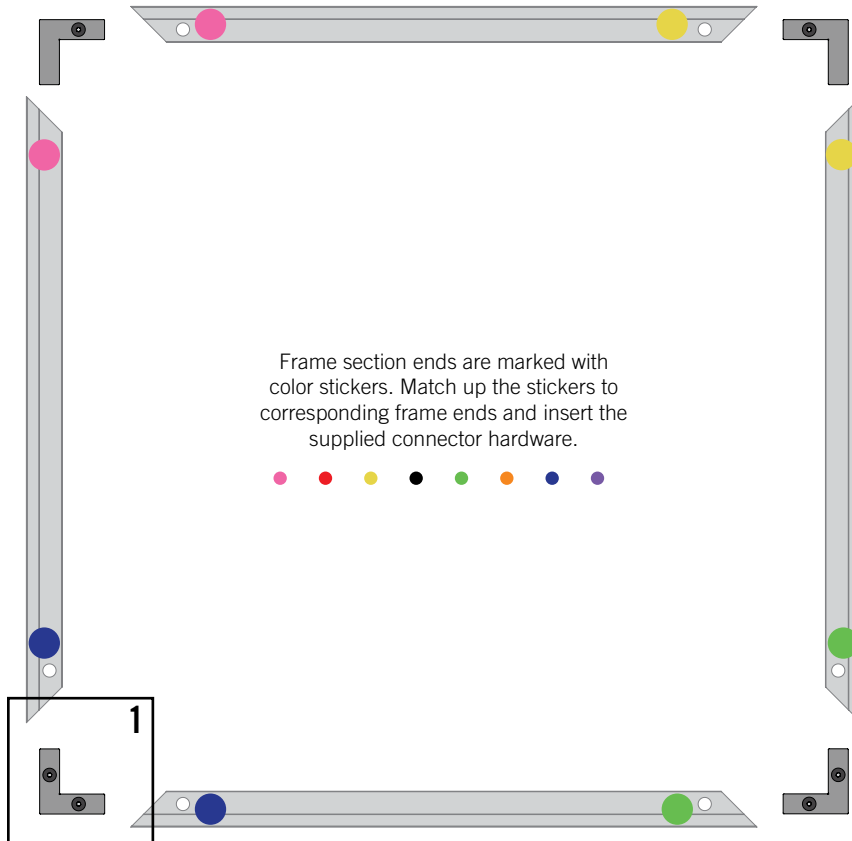 Frame section ends are marked with
color stickers. Match up the stickers to
corresponding frame ends and insert the
supplied connector hardware.
1